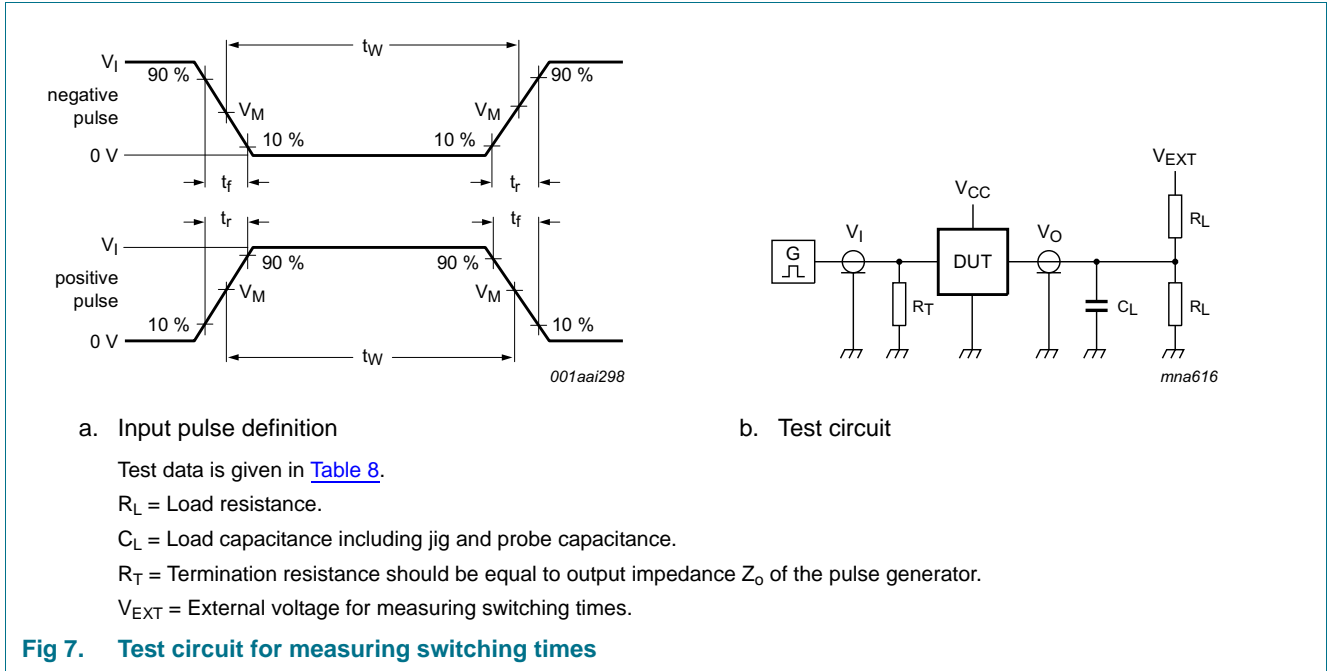 tW
VI
90 %
90 %
negative
pulse
VM
VM
10 %
10 %
0 V
tf
tr
tr
tf
VI
90 %
90 %
positive
pulse
VM
VM
10 %
10 %
0 V
tW
001aai298
VEXT
VCC
RL
VI
VO
G
DUT
RT
CL
RL
mna616
a. Input pulse definition
b. Test circuit
Test data is given in Table 8.
RL = Load resistance.
CL = Load capacitance including jig and probe capacitance.
RT = Termination resistance should be equal to output impedance Zo of the pulse generator.
VEXT = External voltage for measuring switching times.
Fig 7. Test circuit for measuring switching times